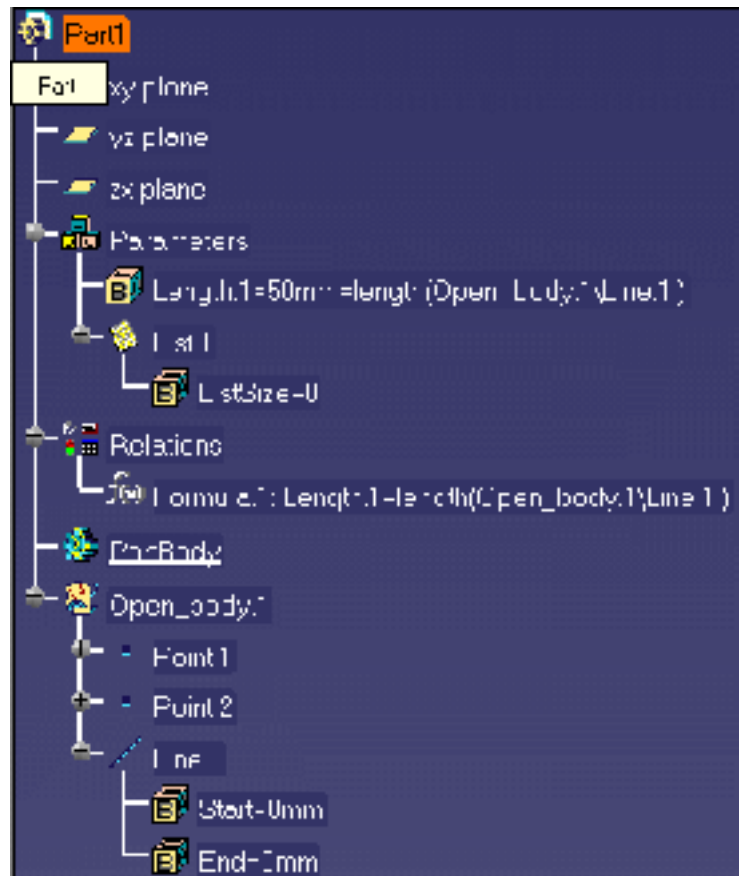 Part1
Part xy plane
yz plane
zx plane
Parameters
Length.1=50mm =length(Open_body.1\Line.1)
List.1
ListSize=0
Relations
Formula.1: Length.1=length(Open_body.1\Line.1)
PartBody
Open_body.1
Point.1
Point.2
Line
Start=0mm
End=0mm